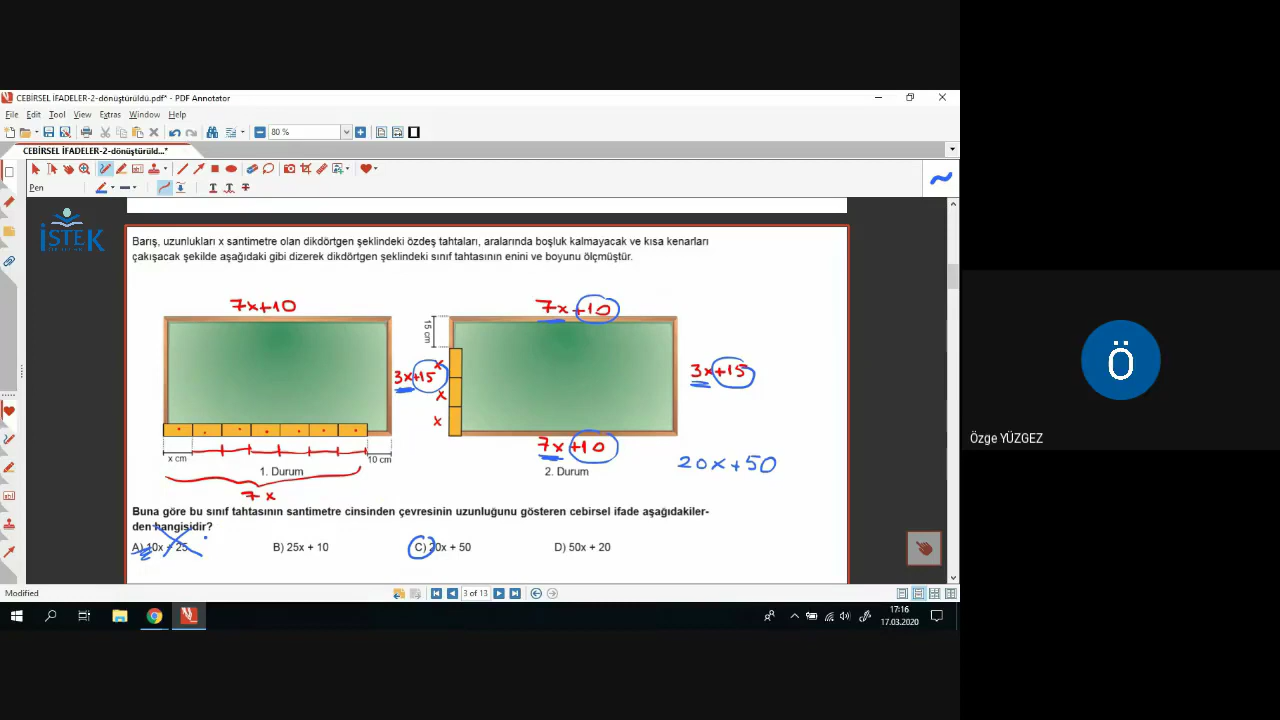 CEBİRSEL İFADELER-2-dönüştürüldü.pdf* - PDF Annotator
File Edit View Tool Extras Window Help
80 %
CEBİRSEL İFADELER-2-dönüştürüld...*
Pen
İSTEK
Barış, uzunlukları x santimetre olan dikdörtgen şeklindeki özdeş tahtaları, aralarında boşluk kalmayacak ve kısa kenarları
çakışacak şekilde aşağıdaki gibi dizerek dikdörtgen şeklindeki sınıf tahtasının enini ve boyunu ölçmüştür.
7x+10
7x+10
15 cm
3x+15
x
x
x
3x+15
7x+10
x cm
10 cm
20x+50
1. Durum
2. Durum
7x
Buna göre bu sınıf tahtasının santimetre cinsinden çevresinin uzunluğunu gösteren cebirsel ifade aşağıdakiler-
den hangisidir?
A) 10x + 25 B) 25x + 10 C) 20x + 50 D) 50x + 20
Modified
3 of 13
17:16
17.03.2020
Ö
Özge YÜZGEZ